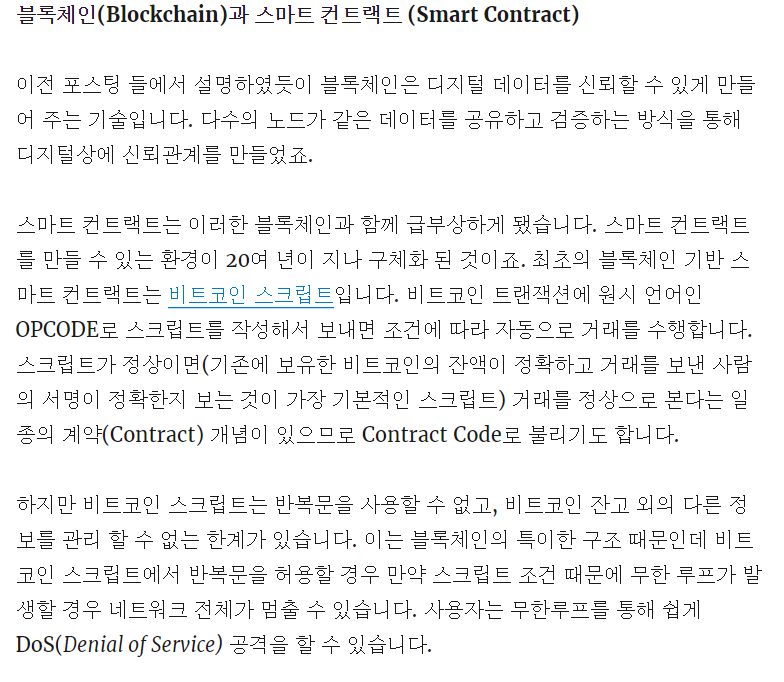 블록체인(Blockchain)과 스마트 컨트랙트 (Smart Contract)
이전 포스팅 들에서 설명하였듯이 블록체인은 디지털 데이터를 신뢰할 수 있게 만들
어 주는 기술입니다. 다수의 노드가 같은 데이터를 공유하고 검증하는 방식을 통해
디지털상에 신뢰관계를 만들었죠.
스마트 컨트랙트는 이러한 블록체인과 함께 급부상하게 됐습니다. 스마트 컨트랙트
를 만들 수 있는 환경이 20여 년이 지나 구체화 된 것이죠. 최초의 블록체인 기반 스
마트 컨트랙트는 비트코인 스크립트입니다. 비트코인 트랜잭션에 원시 언어인
OPCODE로 스크립트를 작성해서 보내면 조건에 따라 자동으로 거래를 수행합니다.
스크립트가 정상이면(기존에 보유한 비트코인의 잔액이 정확하고 거래를 보낸 사람
의 서명이 정확한지 보는 것이 가장 기본적인 스크립트) 거래를 정상으로 본다는 일
종의 계약(Contract) 개념이 있으므로 Contract Code로 불리기도 합니다.
하지만 비트코인 스크립트는 반복문을 사용할 수 없고, 비트코인 잔고 외의 다른 정
보를 관리 할 수 없는 한계가 있습니다. 이는 블록체인의 특이한 구조 때문인데 비트
코인 스크립트에서 반복문을 허용할 경우 만약 스크립트 조건 때문에 무한 루프가 발
생할 경우 네트워크 전체가 멈출 수 있습니다. 사용자는 무한루프를 통해 쉽게
DoS(Denial of Service) 공격을 할 수 있습니다.